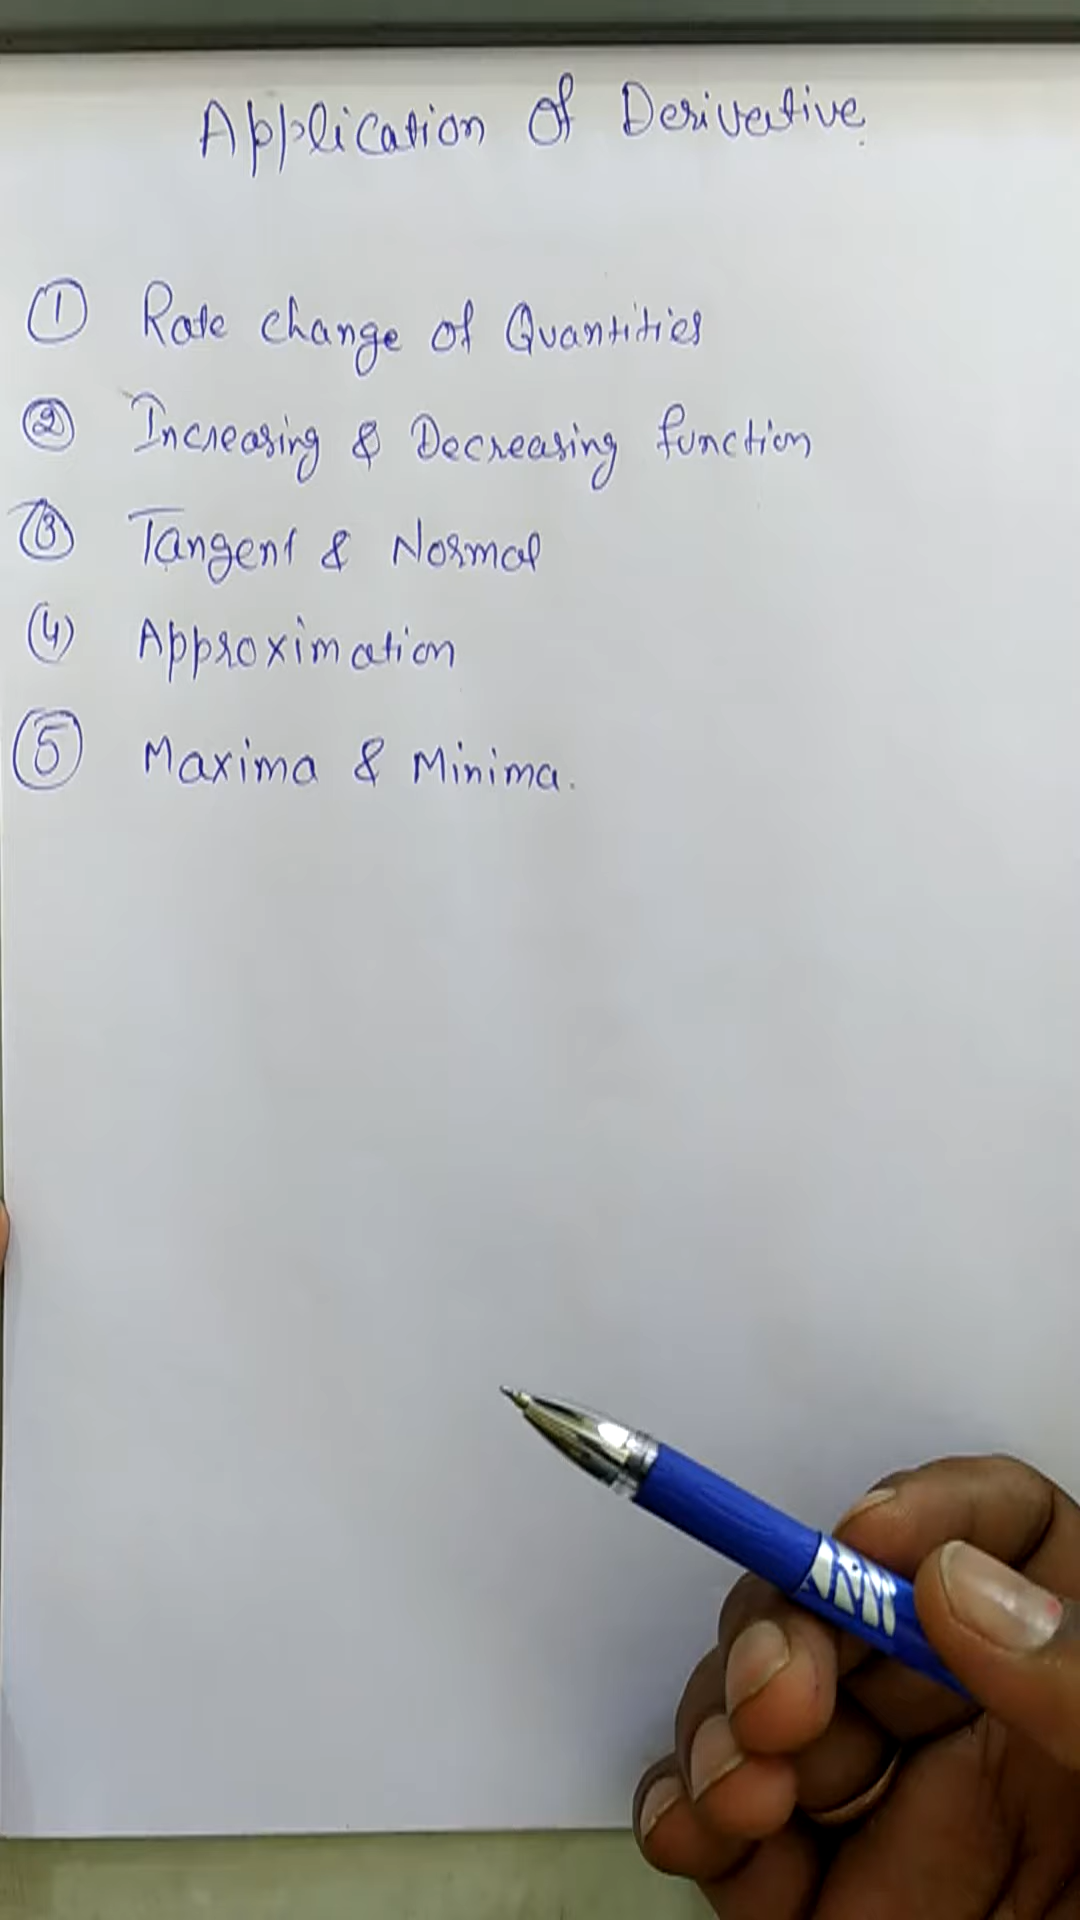 Application Of Derivative.
① Rate change of Quantities
② Increasing & Decreasing function
③ Tangent & Normal
(4) Approximation
⑤ Maxima & Minima.